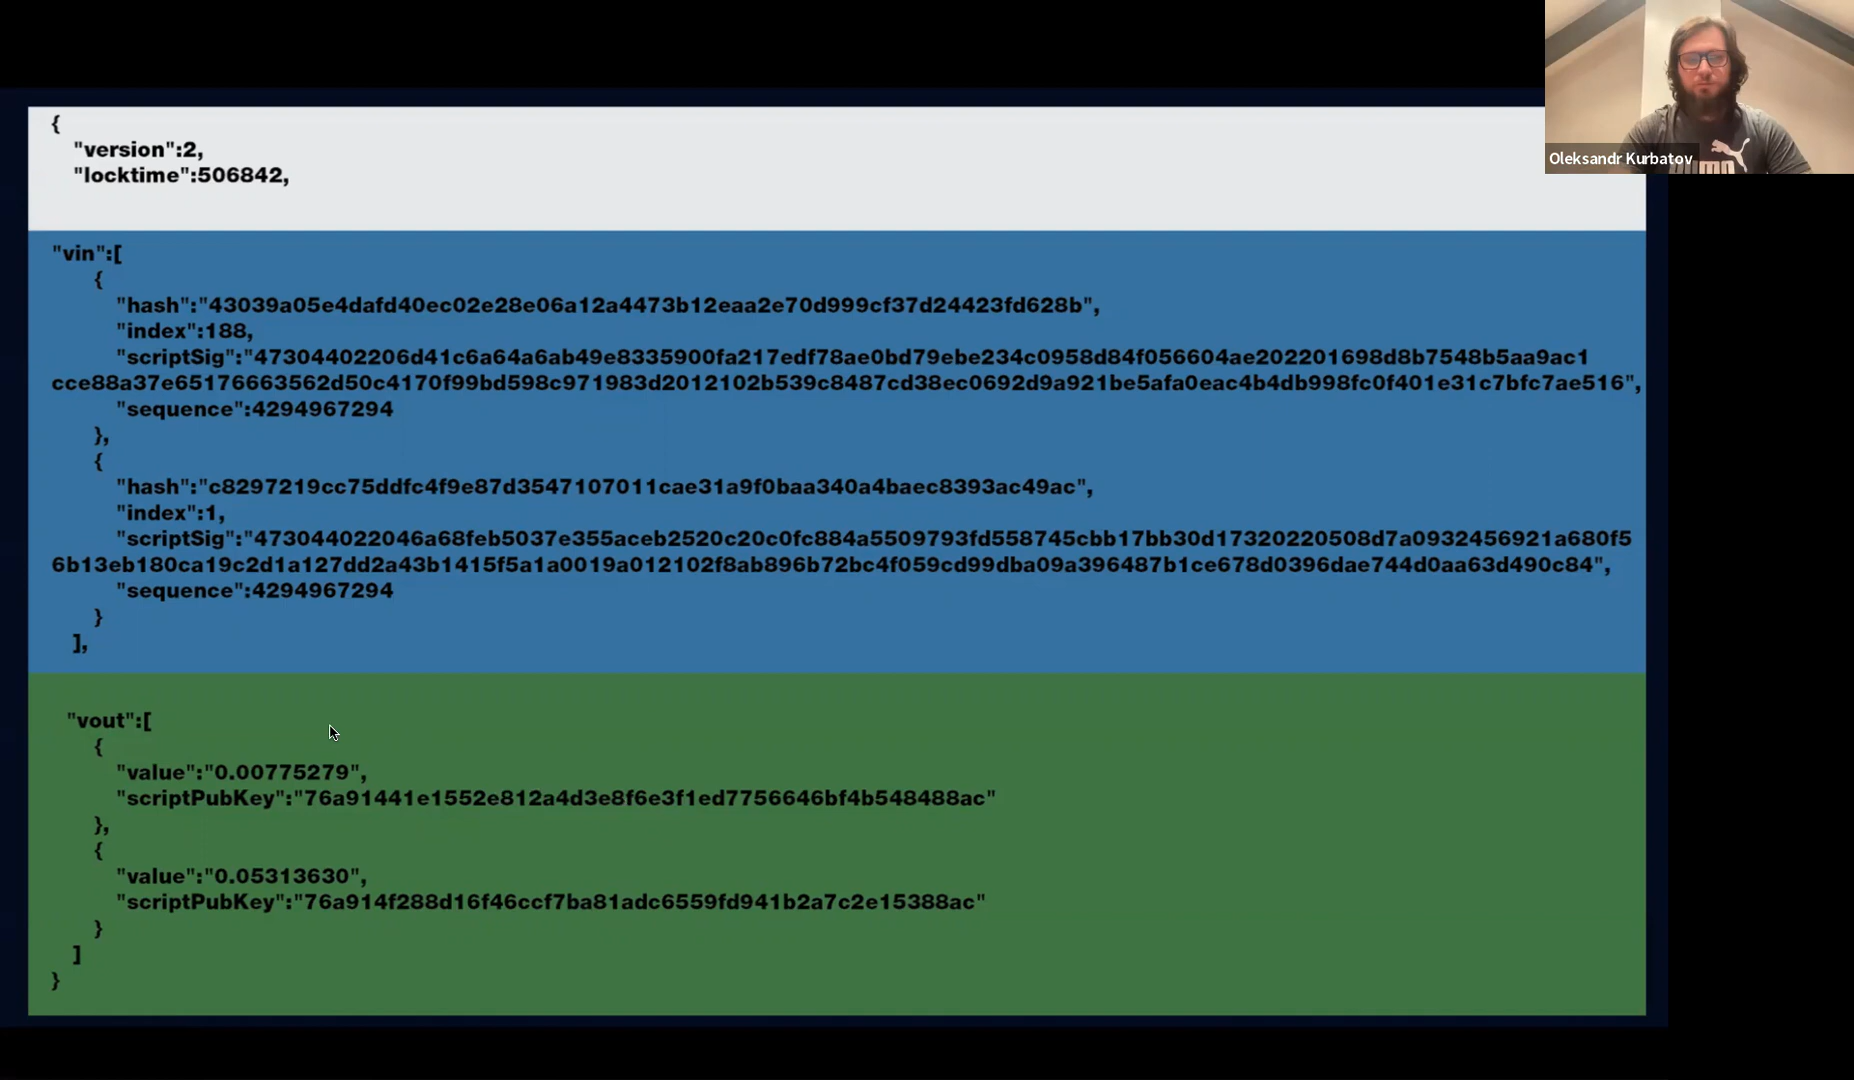 {
"version":2,
"locktime":506842,
"vin":[
{
"hash":"43039a05e4dafd40ec02e28e06a12a4473b12eaa2e70d999cf37d24423fd628b",
"index":188,
"scriptSig":"47304402206d41c6a64a6ab49e8335900fa217edf78ae0bd79ebe234c0958d84f056604ae202201698d8b7548b5aa9ac1
cce88a37e65176663562d50c4170f99bd598c971983d2012102b539c8487cd38ec0692d9a921be5afa0eac4b4db998fc0f401e31c7bfc7ae516",
"sequence":4294967294
},
{
"hash":"c8297219cc75ddfc4f9e87d3547107011cae31a9f0baa340a4baec8393ac49ac",
"index":1,
"scriptSig":"473044022046a68feb5037e355aceb2520c20c0fc884a5509793fd558745cbb17bb30d17320220508d7a0932456921a680f5
6b13eb180ca19c2d1a127dd2a43b1415f5a1a0019a012102f8ab896b72bc4f059cd99dba09a396487b1ce678d0396dae744d0aa63d490c84",
"sequence":4294967294
}
],
"vout":[
{
"value":"0.00775279",
"scriptPubKey":"76a91441e1552e812a4d3e8f6e3f1ed7756646bf4b548488ac"
},
{
"value":"0.05313630",
"scriptPubKey":"76a914f288d16f46ccf7ba81adc6559fd941b2a7c2e15388ac"
}
]
}
Oleksandr Kurbatov